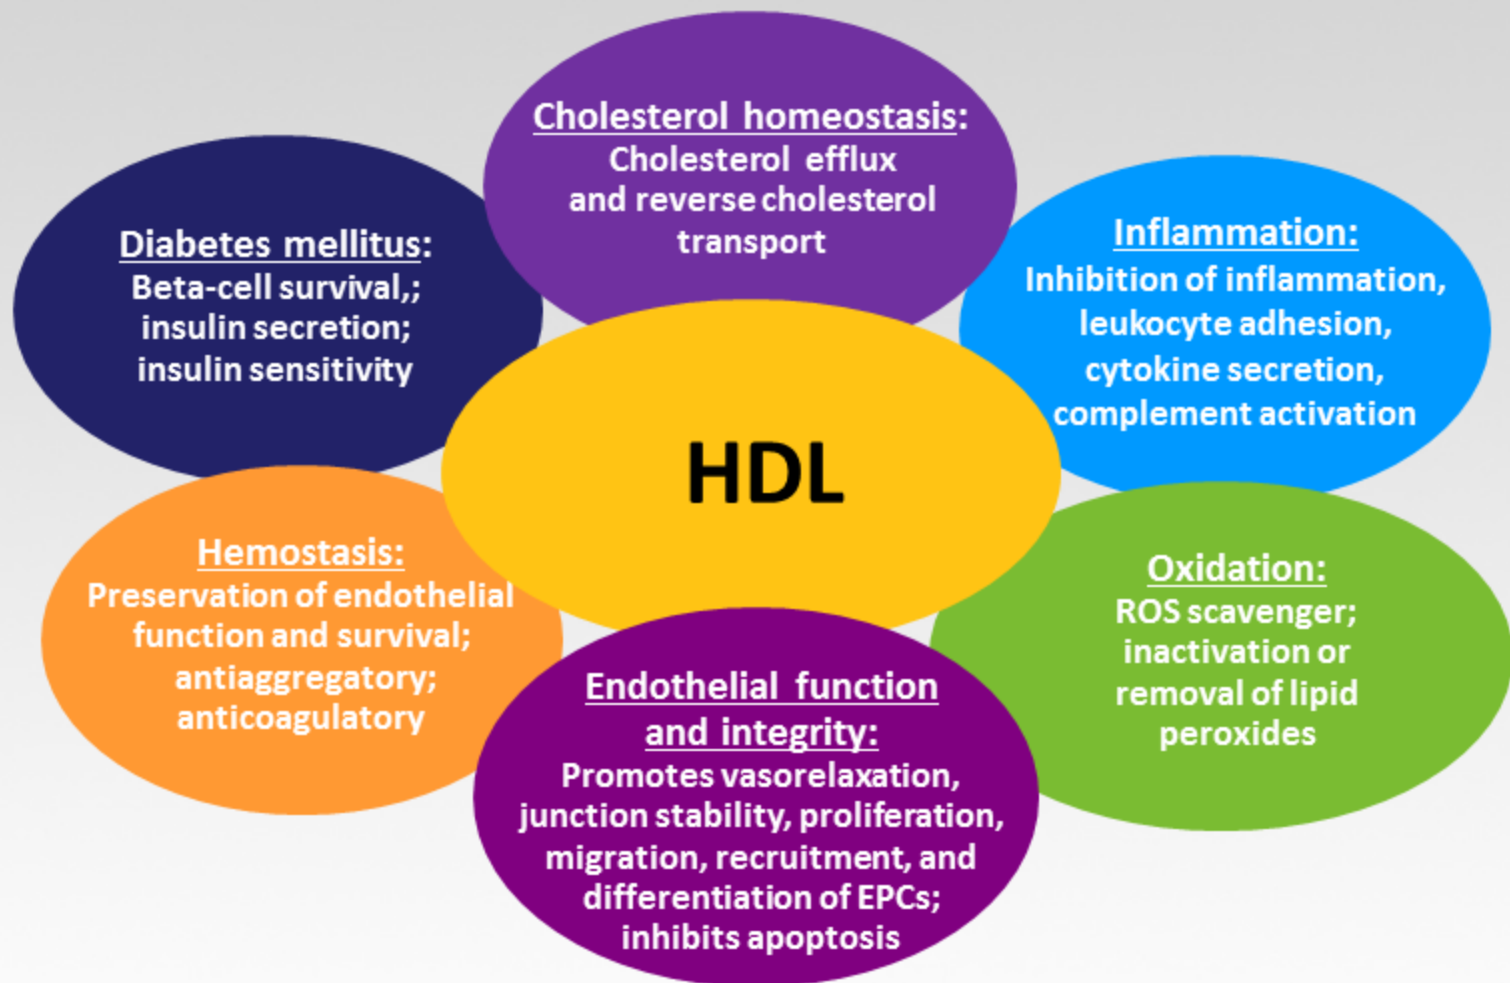 Cholesterol homeostasis:
Cholesterol efflux
and reverse cholesterol
transport
Diabetes mellitus:
Beta-cell survival,;
insulin secretion;
insulin sensitivity
Inflammation:
Inhibition of inflammation,
leukocyte adhesion,
cytokine secretion,
complement activation
HDL
Hemostasis:
Preservation of endothelial
function and survival;
antiaggregatory;
anticoagulatory
Oxidation:
ROS scavenger;
inactivation or
removal of lipid
peroxides
Endothelial function
and integrity:
Promotes vasorelaxation,
junction stability, proliferation,
migration, recruitment, and
differentiation of EPCs;
inhibits apoptosis